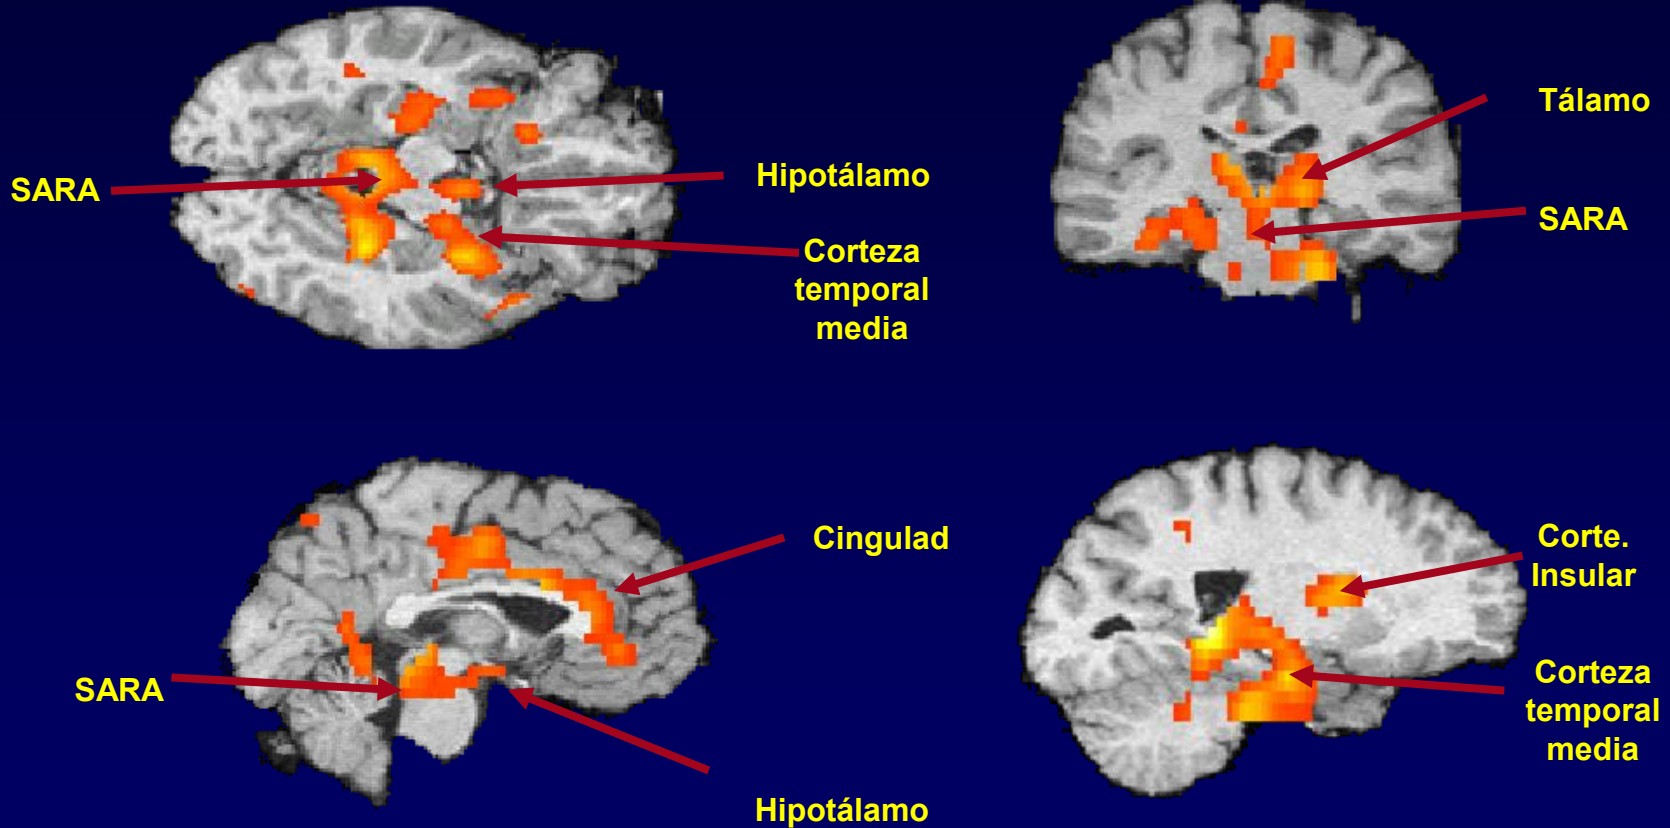 SARA
Hipotálamo
Corteza
temporal
media
Tálamo
SARA
Cingulad
SARA
Hipotálamo
Corte.
Insular
Corteza
temporal
media